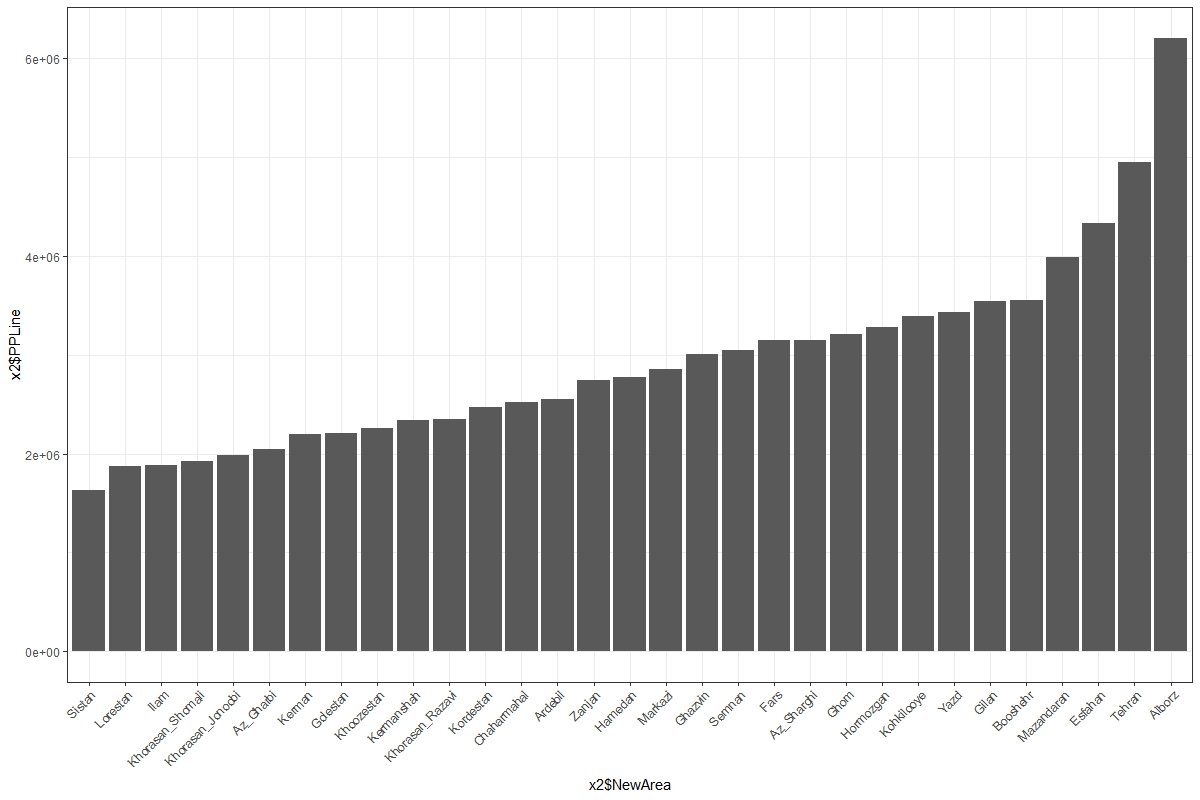 6e+06
4e+06
2e+06
0e+00
x2$PPLine
Sistan
Lorestan
Ilam
Khorasan_Shomali
Khorasan_Jonoobi
Az_Gharbi
Kerman
Golestan
Khoozestan
Kermanshah
Khorasan_Razavi
Kordestan
Chaharmahal
Ardebil
Zanjan
Hamedan
Markazi
Ghazvin
Semnan
Fars
Az_Sharghi
Ghom
Hormozgan
Kohkilooye
Yazd
Gilan
Booshehr
Mazandaran
Esfahan
Tehran
Alborz
x2$NewArea